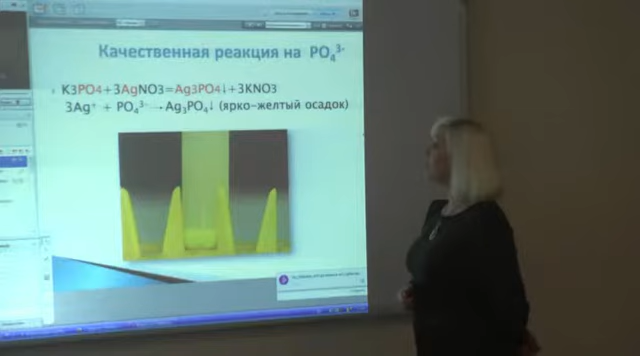 Качественная реакция на PO₄³⁻
K3PO4+3AgNO3=Ag3PO4↓+3KNO3
3Ag⁺ + PO₄³⁻→Ag₃PO₄↓ (ярко-желтый осадок)